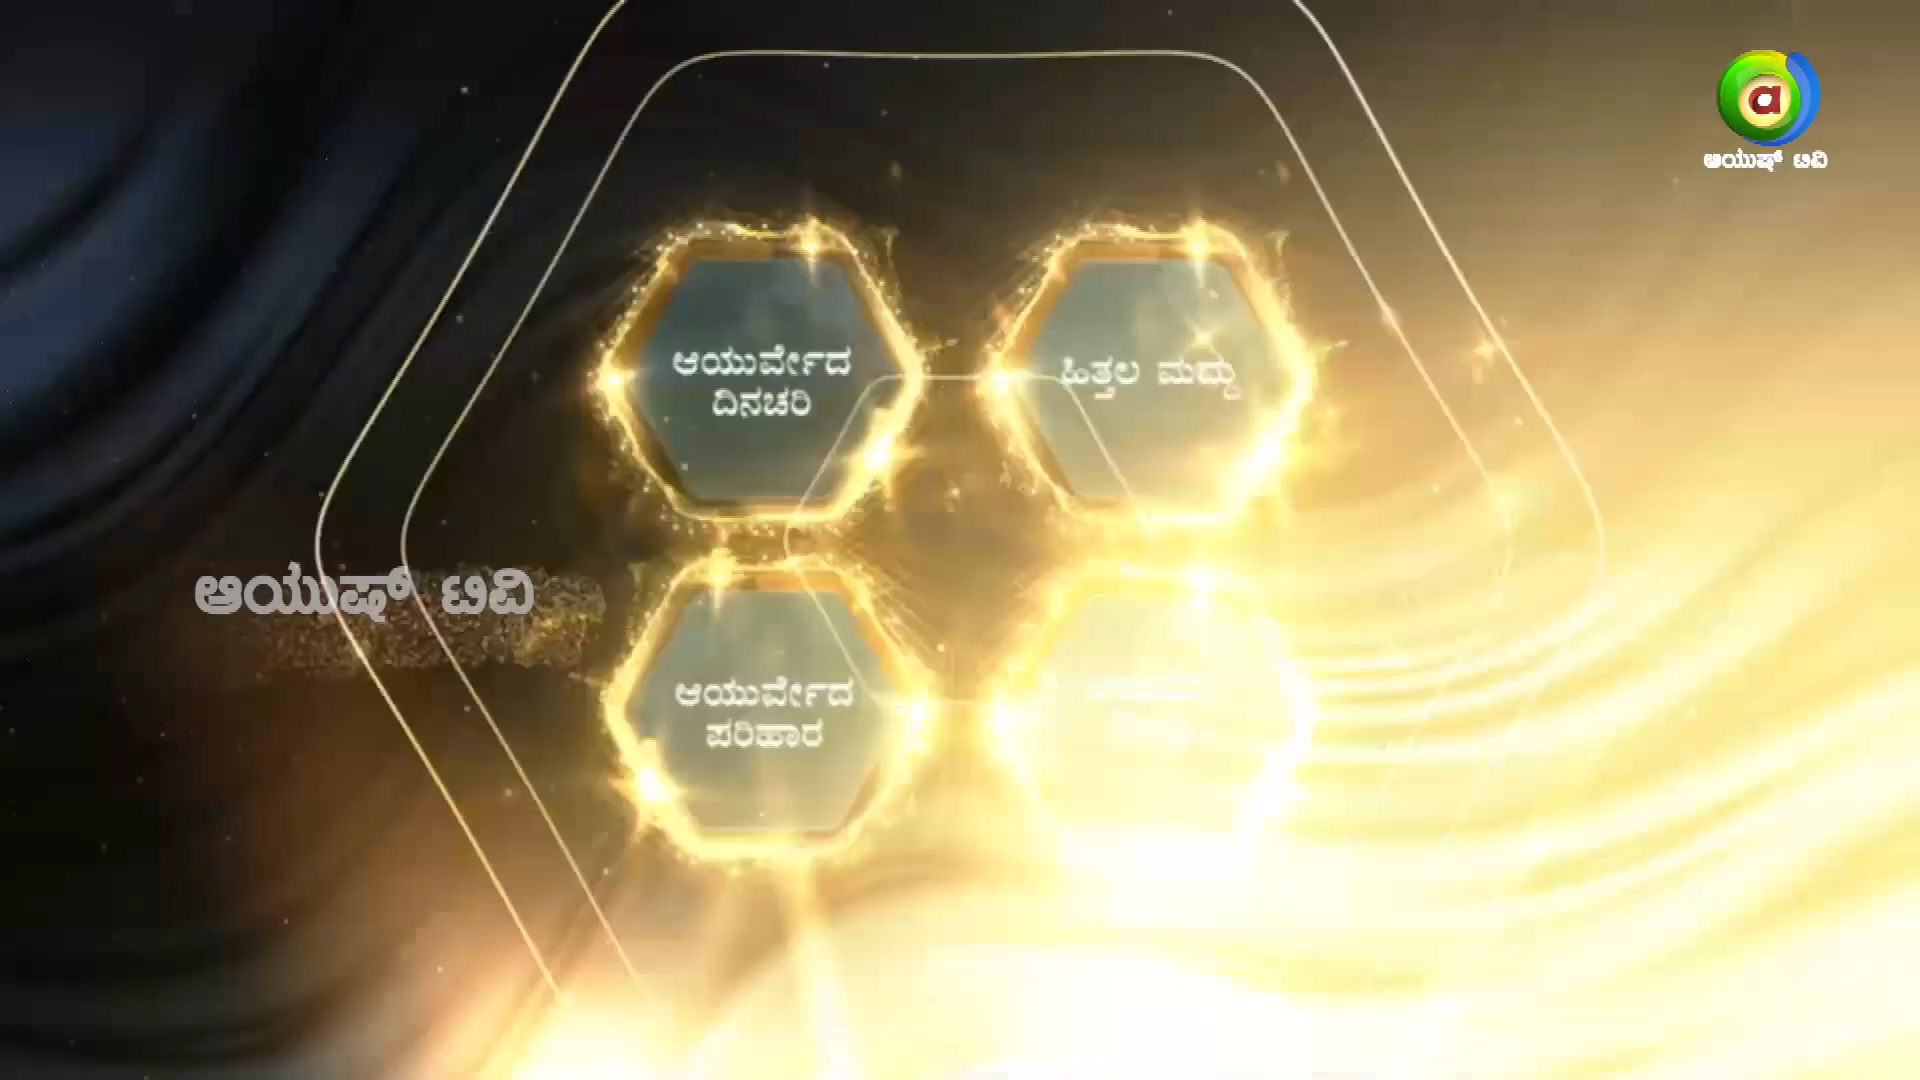 ಆಯುಷ್ ಟಿವಿ
ಆಯುರ್ವೇದ
ದಿನಚರಿ
ಹಿತ್ತಲ ಮದ್ದು
ಆಯುಷ್ ಟಿವಿ
ಆಯುರ್ವೇದ
ಪರಿಹಾರ